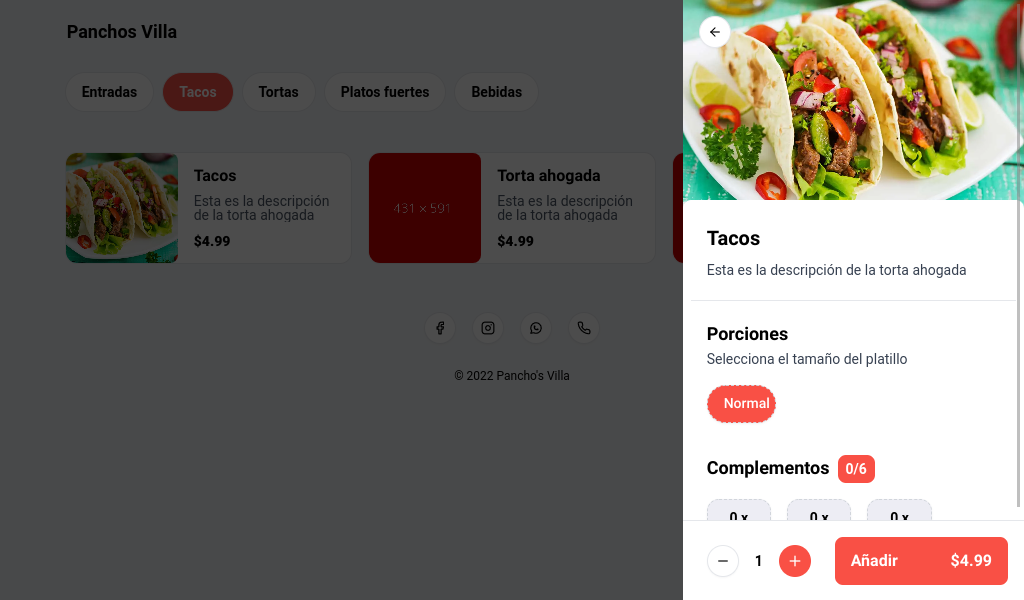 Panchos Villa
Entradas
Tacos
Tortas
Platos fuertes
Bebidas
Tacos
Esta es la descripción
de la torta ahogada
$4.99
431 × 591
Torta ahogada
Esta es la descripción
de la torta ahogada
$4.99
© 2022 Pancho's Villa
Tacos
Esta es la descripción de la torta ahogada
Porciones
Selecciona el tamaño del platillo
Normal
Complementos 0/6
0 x
0 x
0 x
1
Añadir $4.99